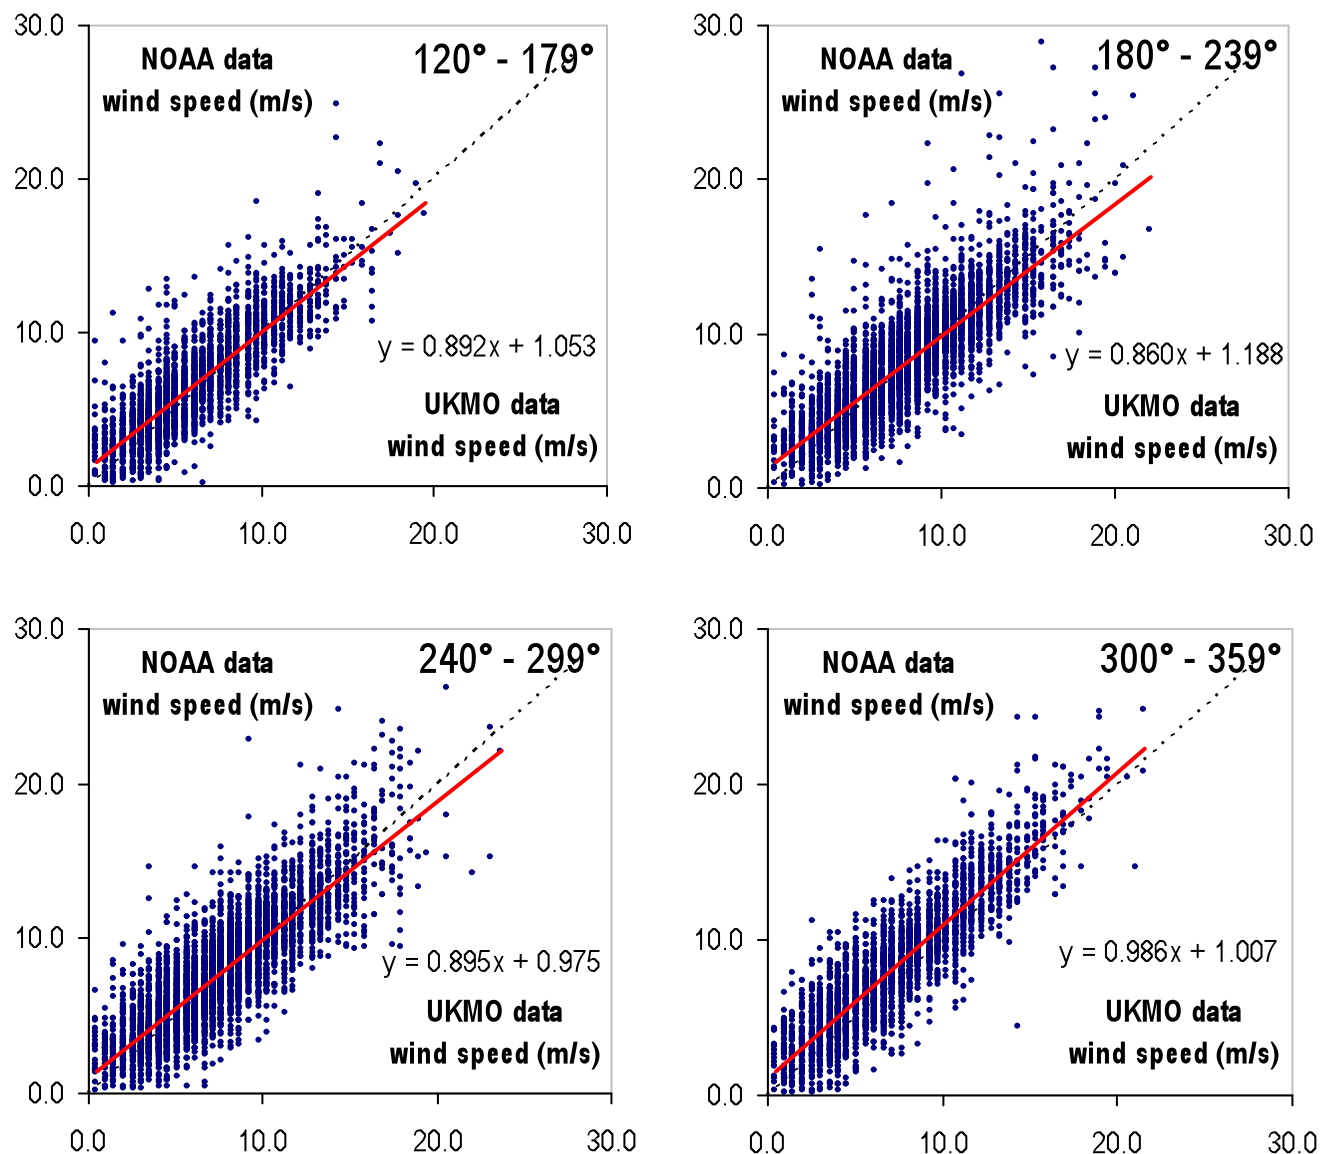 30.0
NOAA data
120° - 179°
wind speed (m/s)
20.0
10.0
y = 0.892x + 1.053
UKMO data
wind speed (m/s)
0.0
0.0 10.0 20.0 30.0
30.0
NOAA data
180° - 239°
wind speed (m/s)
20.0
10.0
y = 0.860x + 1.188
UKMO data
wind speed (m/s)
0.0
0.0 10.0 20.0 30.0
30.0
NOAA data
240° - 299°
wind speed (m/s)
20.0
10.0
y = 0.895x + 0.975
UKMO data
wind speed (m/s)
0.0
0.0 10.0 20.0 30.0
30.0
NOAA data
300° - 359°
wind speed (m/s)
20.0
10.0
y = 0.986x + 1.007
UKMO data
wind speed (m/s)
0.0
0.0 10.0 20.0 30.0